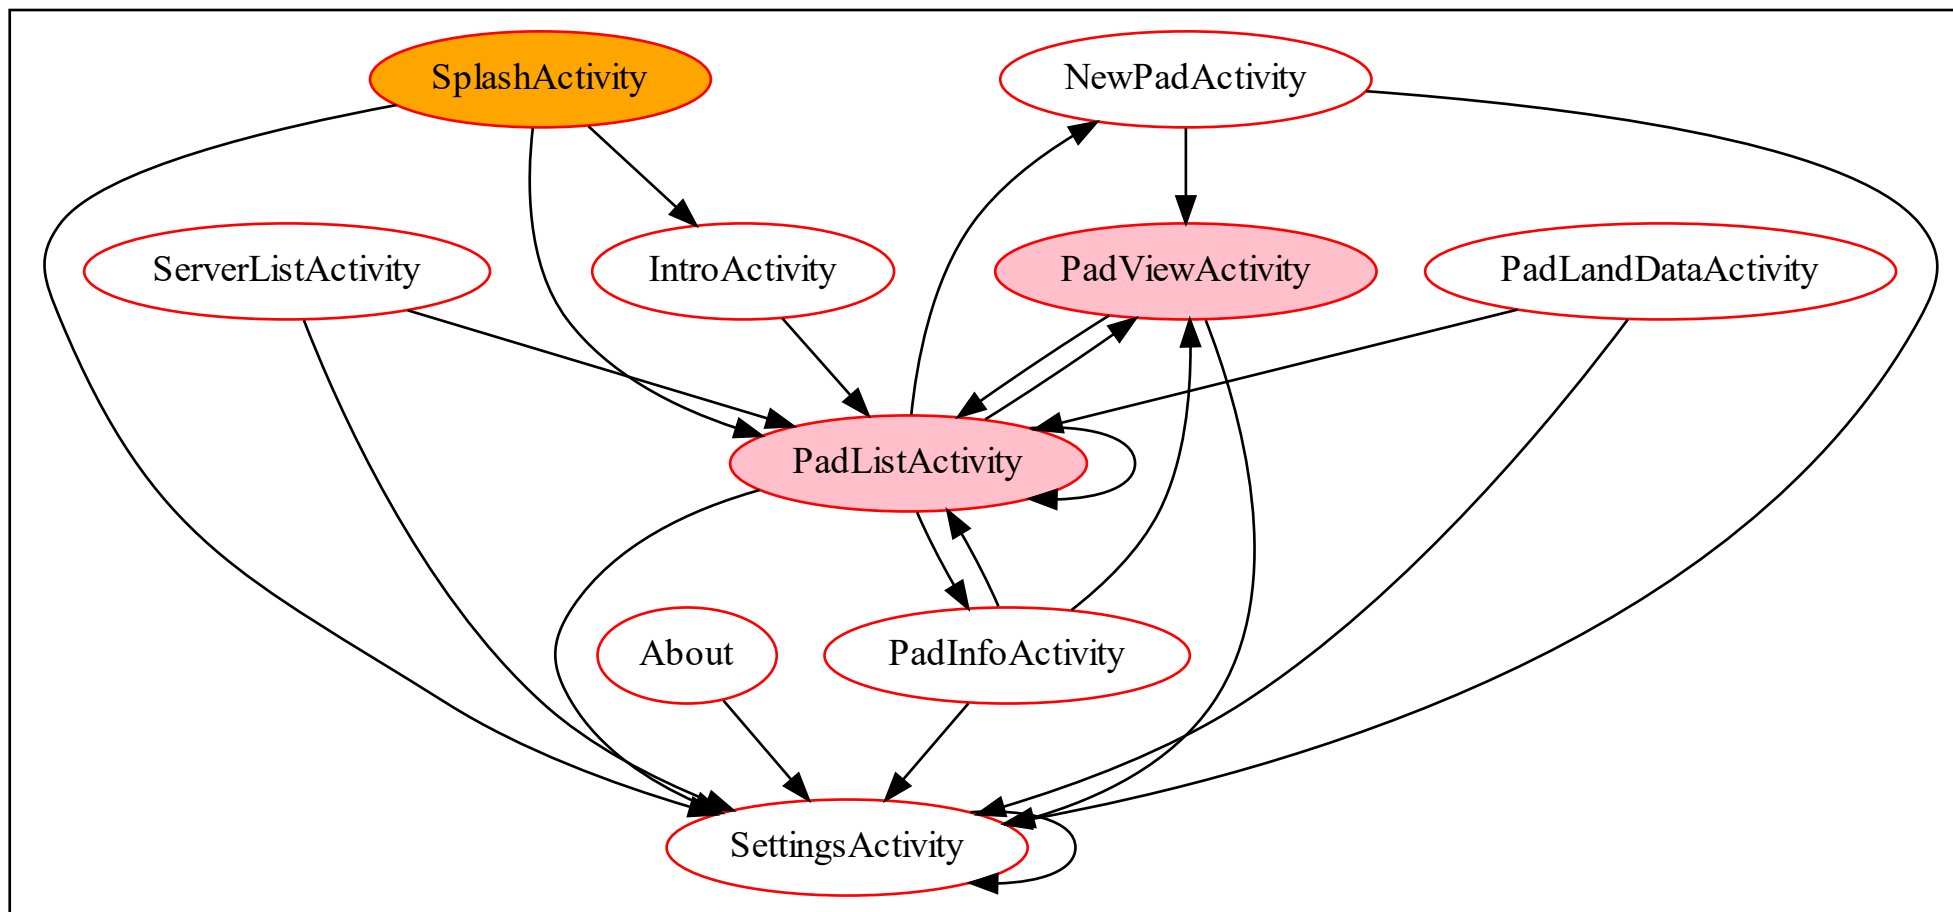 SplashActivity
NewPadActivity
ServerListActivity
IntroActivity
PadViewActivity
PadLandDataActivity
PadListActivity
About
PadInfoActivity
SettingsActivity